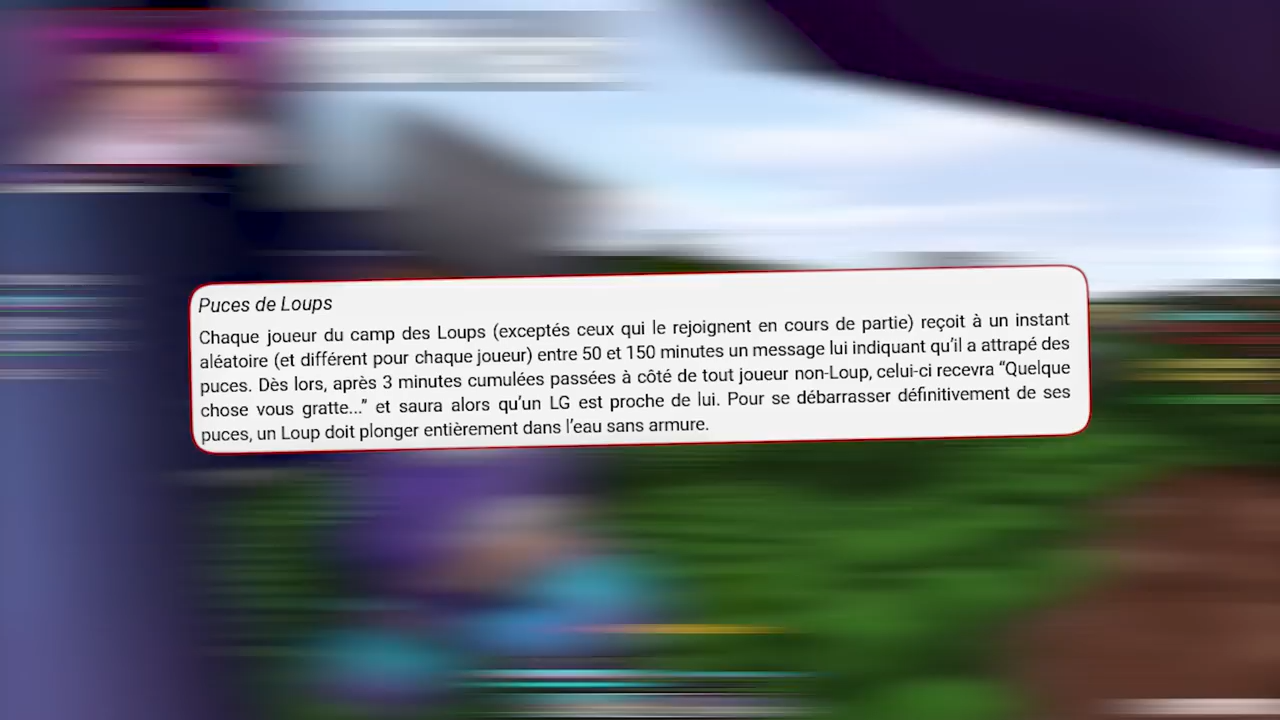 Puces de Loups
Chaque joueur du camp des Loups (exceptés ceux qui le rejoignent en cours de partie) reçoit à un instant
aléatoire (et différent pour chaque joueur) entre 50 et 150 minutes un message lui indiquant qu’il a attrapé des
puces. Dès lors, après 3 minutes cumulées passées à côté de tout joueur non-Loup, celui-ci recevra “Quelque
chose vous gratte...” et saura alors qu’un LG est proche de lui. Pour se débarrasser définitivement de ses
puces, un Loup doit plonger entièrement dans l’eau sans armure.